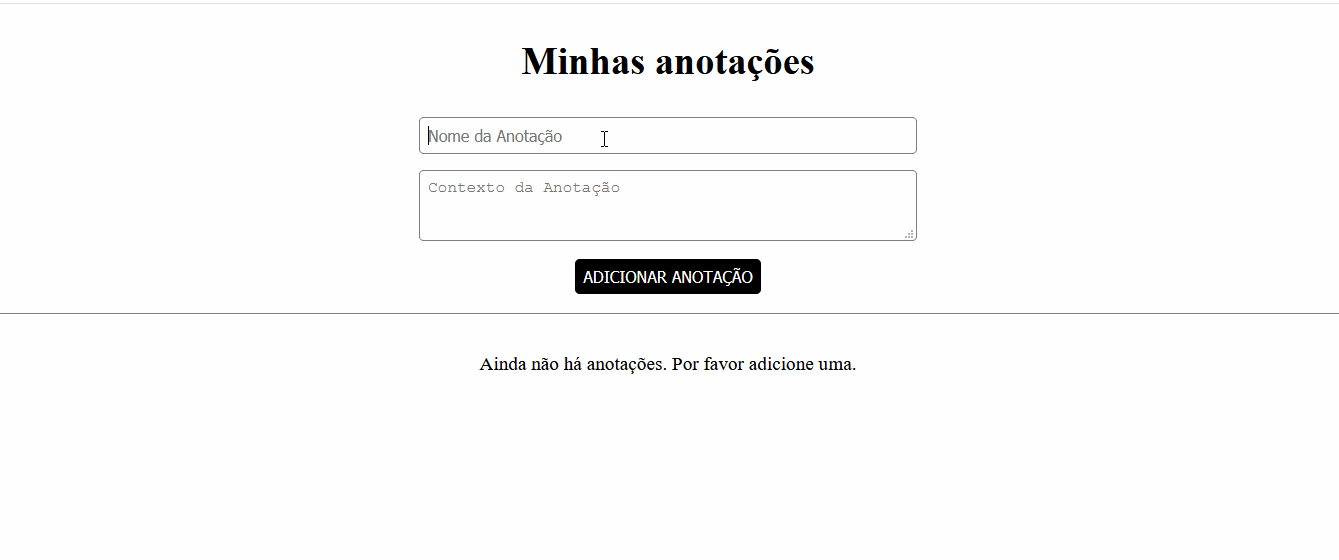 Minhas anotações
Nome da Anotação
Contexto da Anotação
ADICIONAR ANOTAÇÃO
Ainda não há anotações. Por favor adicione uma.